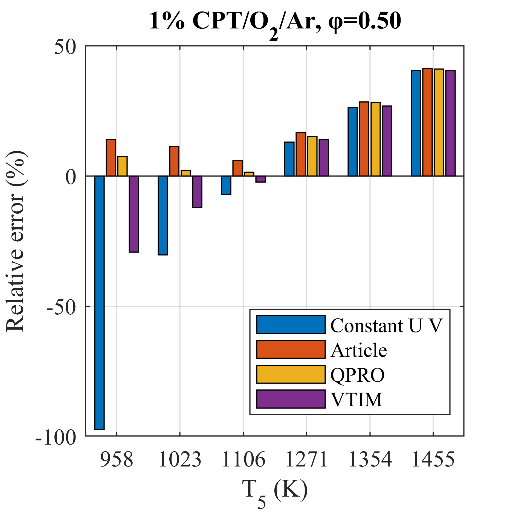 1% CPT/O₂/Ar, φ=0.50
Relative error (%)
50
0
-50
-100
Constant U V
Article
QPRO
VTIM
958 1023 1106 1271 1354 1455
T₅ (K)